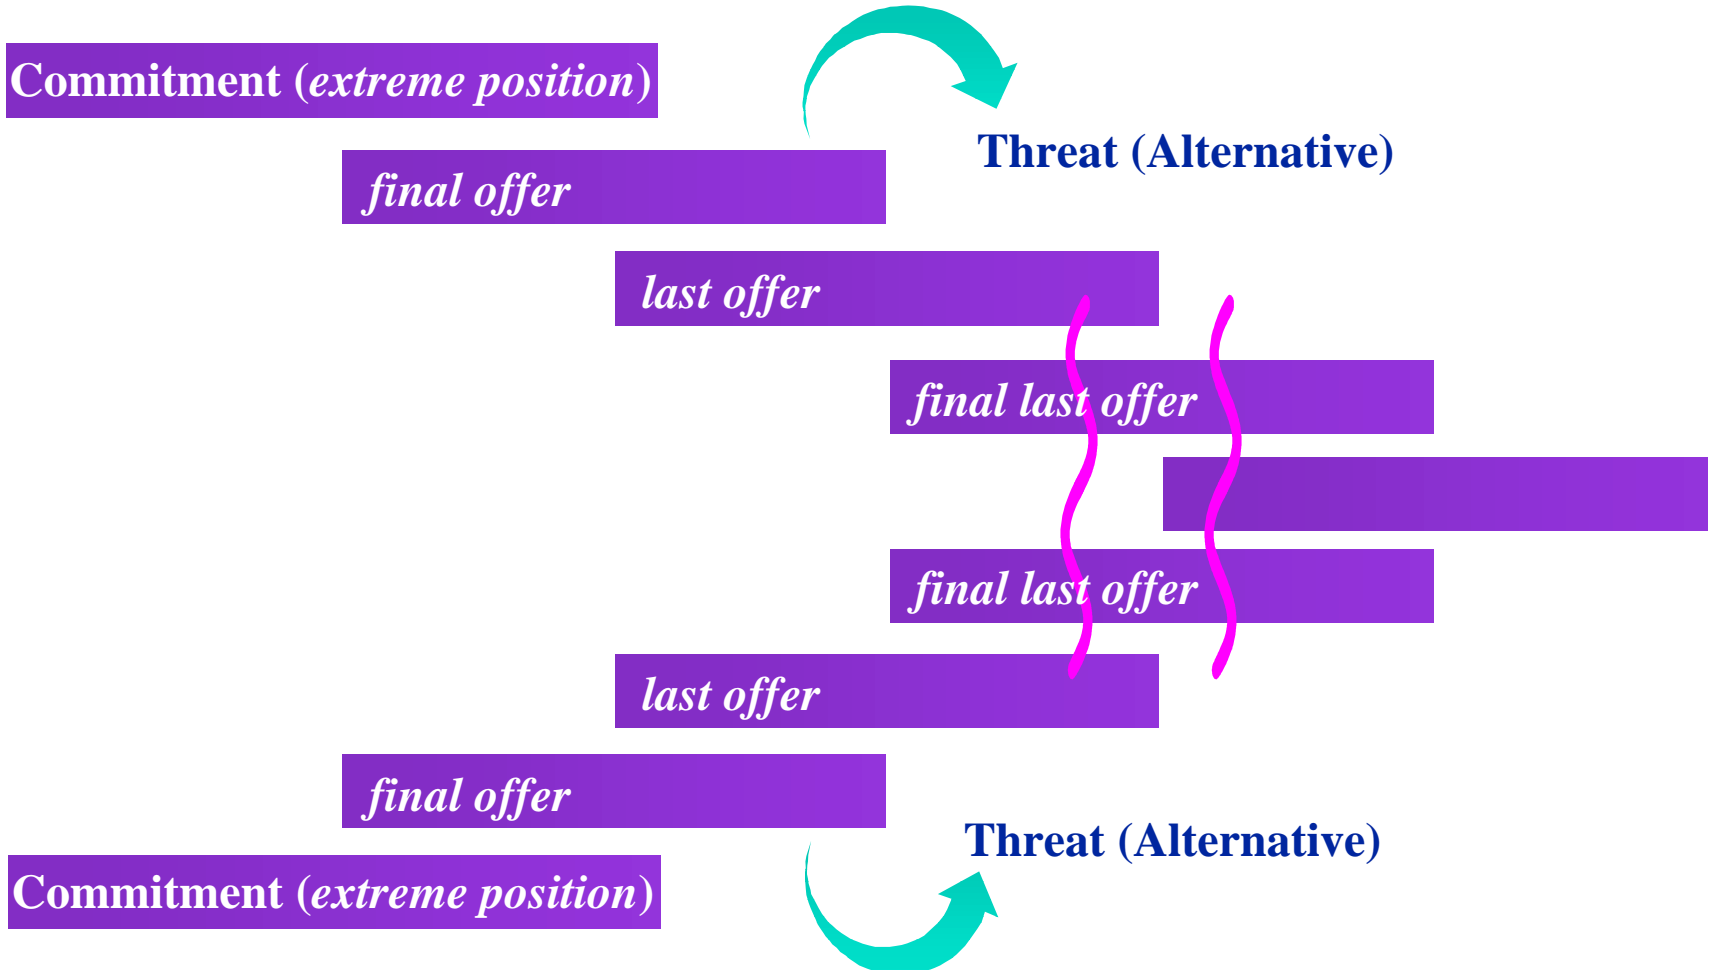 Commitment (extreme position)
Threat (Alternative)
final offer
last offer
final last offer
final last offer
last offer
final offer
Threat (Alternative)
Commitment (extreme position)